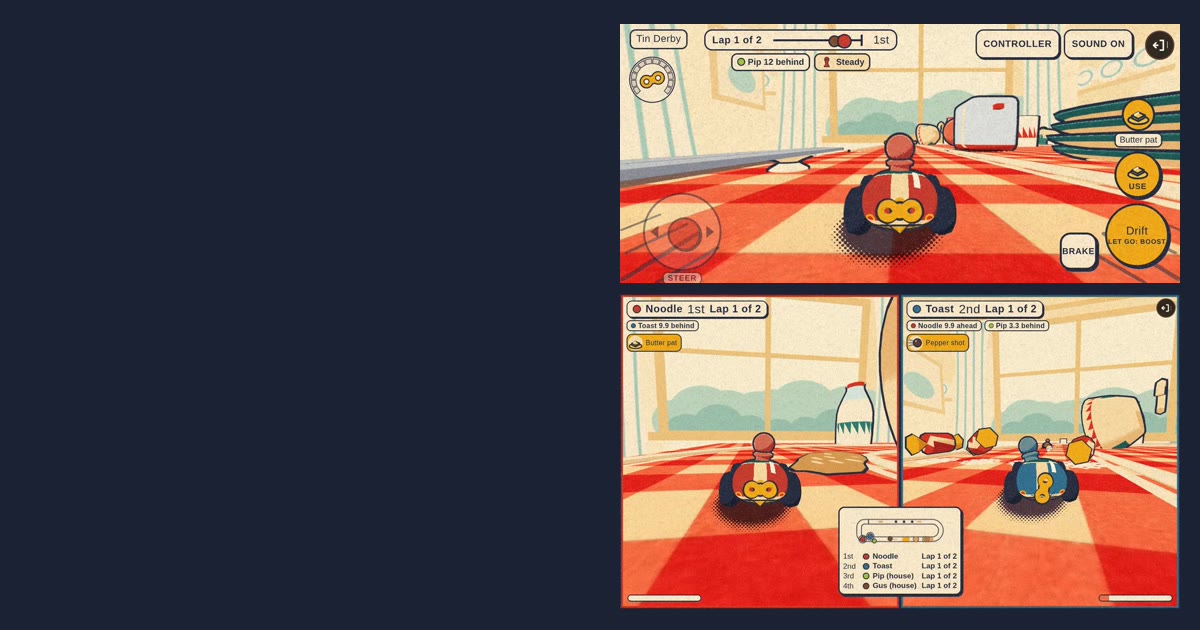 Tin Derby
Lap 1 of 2 1st
CONTROLLER
SOUND ON
Pip 12 behind
Steady
Butter pat
USE
Drift
LET GO: BOOST
BRAKE
STEER
Noodle 1st Lap 1 of 2
Toast 9.9 behind
Butter pat
Toast 2nd Lap 1 of 2
Noodle 9.9 ahead
Pip 3.3 behind
Pepper shot
1st Noodle Lap 1 of 2
2nd Toast Lap 1 of 2
3rd Pip (house) Lap 1 of 2
4th Gus (house) Lap 1 of 2